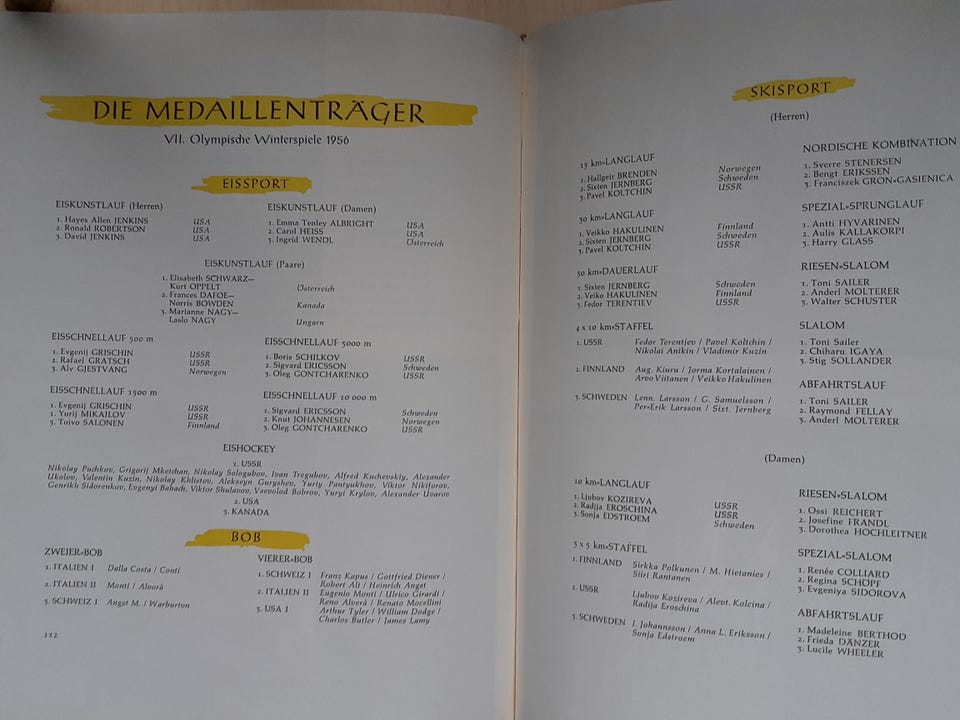 DIE MEDAILLENTRÄGER
VII. Olympische Winterspiele 1956
EISSPORT
EISKUNSTLAUF (Herren)
1. Hayes Allen JENKINS USA
2. Ronald ROBERTSON USA
3. David JENKINS USA
EISKUNSTLAUF (Damen)
1. Emma Tenley ALBRIGHT USA
2. Carol HEISS USA
3. Ingrid WENDL Österreich
EISKUNSTLAUF (Paare)
1. Elisabeth SCHWARZ—
Kurt OPPELT Österreich
2. Frances DAFOE—
Norris BOWDEN Kanada
3. Marianne NAGY—
Laslo NAGY Ungarn
EISSCHNELLAUF 500 m
1. Evgenij GRISCHIN USSR
2. Rafael GRATSCH USSR
3. Alv GJESTVANG Norwegen
EISSCHNELLAUF 5000 m
1. Boris SCHILKOV USSR
2. Sigvard ERICSSON Schweden
3. Oleg GONTCHARENKO USSR
EISSCHNELLAUF 1500 m
1. Evgenij GRISCHIN USSR
1. Yurij MIKAILOV USSR
3. Toivo SALONEN Finnland
EISSCHNELLAUF 10 000 m
1. Sigvard ERICSSON Schweden
2. Knut JOHANNESEN Norwegen
3. Oleg GONTCHARENKO USSR
EISHOCKEY
1. USSR
Nikolay Puchkov, Grigorij Mketchan, Nikolay Sologubov, Ivan Treguhov, Alfred Kuchevskiy, Alexander
Ukolov, Valentin Kuzin, Nikolay Khlistov, Alekseyn Guryshev, Yuriy Pantyukhov, Viktor Nikiforov,
Genrikh Sidorenkov, Evgenyi Babach, Viktor Shulavov, Vsevolod Bobrov, Yuryi Krylov, Alexander Uvarov
2. USA
3. KANADA
BOB
ZWEIER-BOB
1. ITALIEN I Dalla Costa / Conti
2. ITALIEN II Monti / Alverà
3. SCHWEIZ I Angst M. / Warburton
VIERER-BOB
1. SCHWEIZ I Franz Kapus / Gottfried Diener /
Robert Alt / Heinrich Angst
2. ITALIEN II Eugenio Monti / Ulrico Girardi /
Reno Alverà / Renato Mocellini
3. USA I Arthur Tyler / William Dodge /
Charles Butler / James Lamy
112
SKISPORT
(Herren)
15 km-LANGLAUF
1. Hallgeir BRENDEN Norwegen
2. Sixten JERNBERG Schweden
3. Pavel KOLTCHIN USSR
30 km-LANGLAUF
1. Veikko HAKULINEN Finnland
2. Sixten JERNBERG Schweden
3. Pavel KOLTCHIN USSR
50 km-DAUERLAUF
1. Sixten JERNBERG Schweden
2. Veiko HAKULINEN Finnland
3. Fedor TERENTIEV USSR
4 x 10 km-STAFFEL
1. USSR Fedor Terentjev / Pavel Koltchin /
Nikolai Anikin / Vladimir Kuzin
2. FINNLAND Aug. Kiuru / Jorma Kortalainen /
Arvo Viitanen / Veikko Hakulinen
3. SCHWEDEN Lenn. Larsson / G. Samuelsson /
Per-Erik Larsson / Sixt. Jernberg
NORDISCHE KOMBINATION
1. Sverre STENERSEN
2. Bengt ERIKSSEN
3. Franciszek GRON-GASIENICA
SPEZIAL-SPRUNGLAUF
1. Antti HYVARINEN
2. Aulis KALLAKORPI
3. Harry GLASS
RIESEN-SLALOM
1. Toni SAILER
2. Anderl MOLTERER
3. Walter SCHUSTER
SLALOM
1. Toni Sailer
2. Chiharu IGAYA
3. Stig SOLLANDER
ABFAHRTSLAUF
1. Toni SAILER
2. Raymond FELLAY
3. Anderl MOLTERER
(Damen)
10 km-LANGLAUF
1. Ljubov KOZIREVA USSR
2. Radija EROSCHINA USSR
3. Sonja EDSTROEM Schweden
3 x 5 km-STAFFEL
1. FINNLAND Sirkka Polkunen / M. Hietanies /
Siiri Rantanen
2. USSR Ljubov Kozireva / Alevt. Kolcina /
Radija Eroschina
3. SCHWEDEN I. Johannsson / Anna L. Eriksson /
Sonja Edstroem
RIESEN-SLALOM
1. Ossi REICHERT
2. Josefine FRANDL
3. Dorothea HOCHLEITNER
SPEZIAL-SLALOM
1. Renée COLLIARD
2. Regina SCHÖPF
3. Evgeniya SIDOROVA
ABFAHRTSLAUF
1. Madeleine BERTHOD
2. Frieda DÄNZER
3. Lucile WHEELER